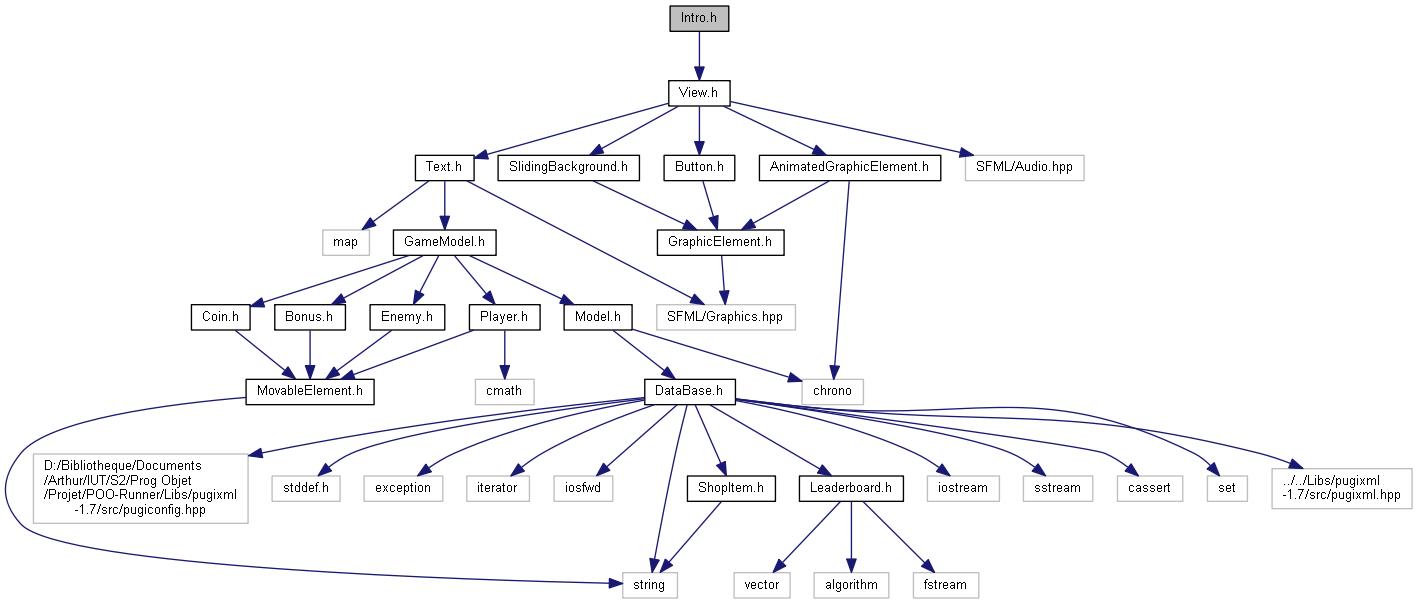 Intro.h
View.h
Text.h
SlidingBackground.h
Button.h
AnimatedGraphicElement.h
SFML/Audio.hpp
map
GameModel.h
GraphicElement.h
Coin.h
Bonus.h
Enemy.h
Player.h
Model.h
SFML/Graphics.hpp
MovableElement.h
cmath
DataBase.h
chrono
D:/Bibliotheque/Documents
/Arthur/IUT/S2/Prog Objet
/Projet/POO-Runner/Libs/pugixml
-1.7/src/pugiconfig.hpp
stddef.h
exception
iterator
iosfwd
ShopItem.h
Leaderboard.h
iostream
sstream
cassert
set
../../Libs/pugixml
-1.7/src/pugixml.hpp
string
vector
algorithm
fstream